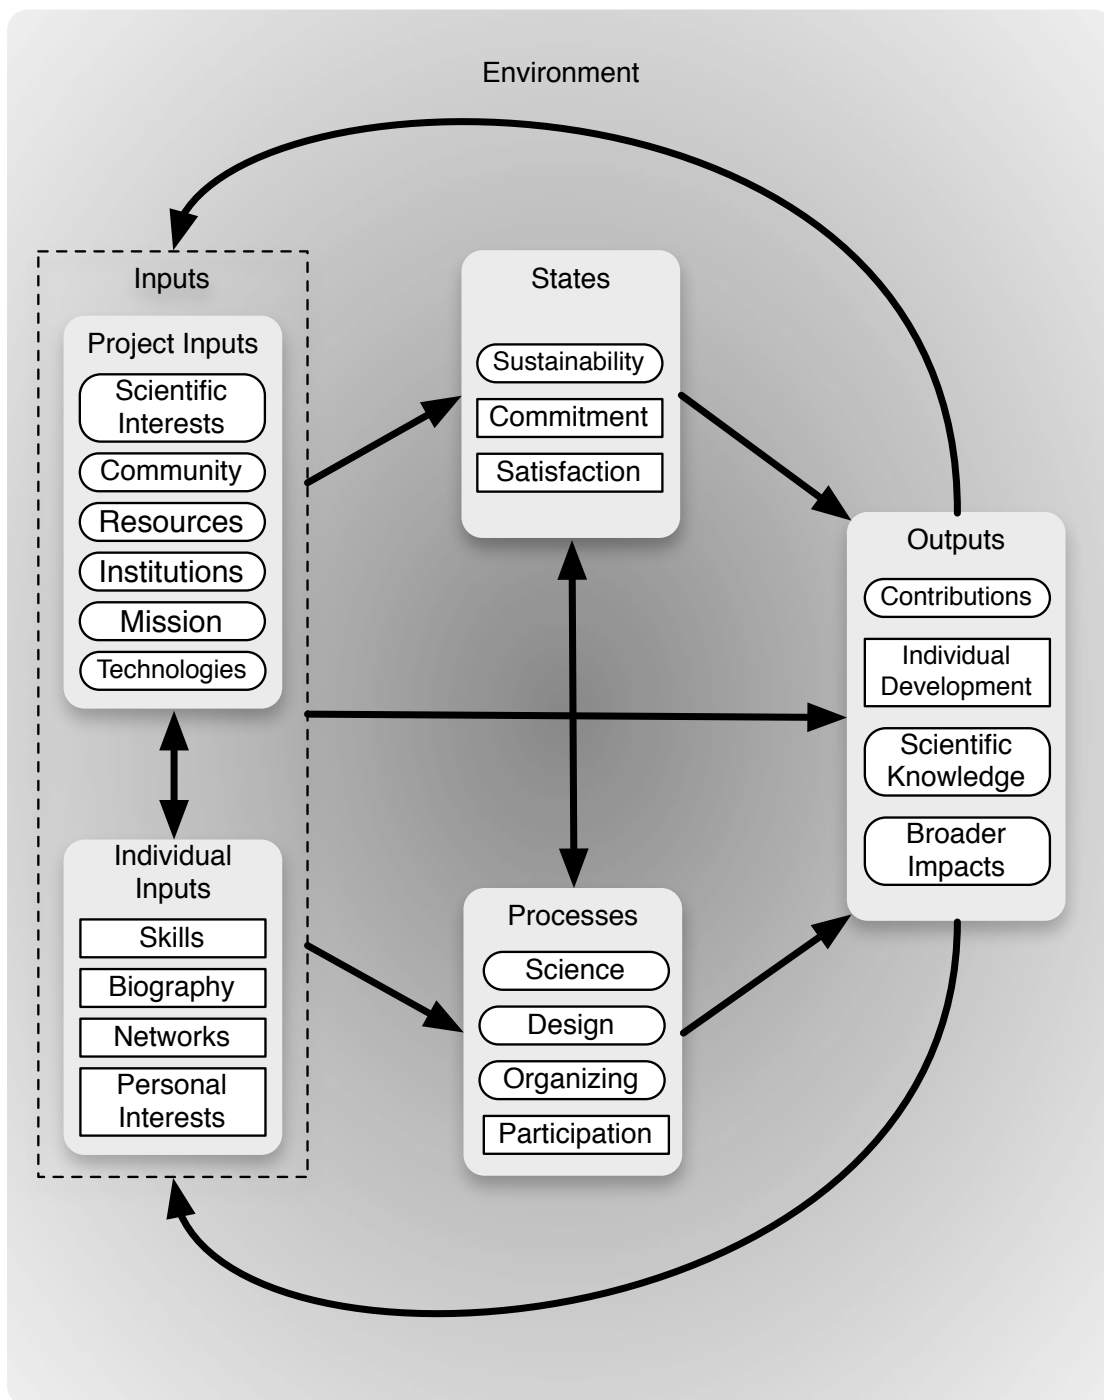 Environment
Inputs
Project Inputs
Scientific
Interests
Community
Resources
Institutions
Mission
Technologies
Individual
Inputs
Skills
Biography
Networks
Personal
Interests
States
Sustainability
Commitment
Satisfaction
Processes
Science
Design
Organizing
Participation
Outputs
Contributions
Individual
Development
Scientific
Knowledge
Broader
Impacts